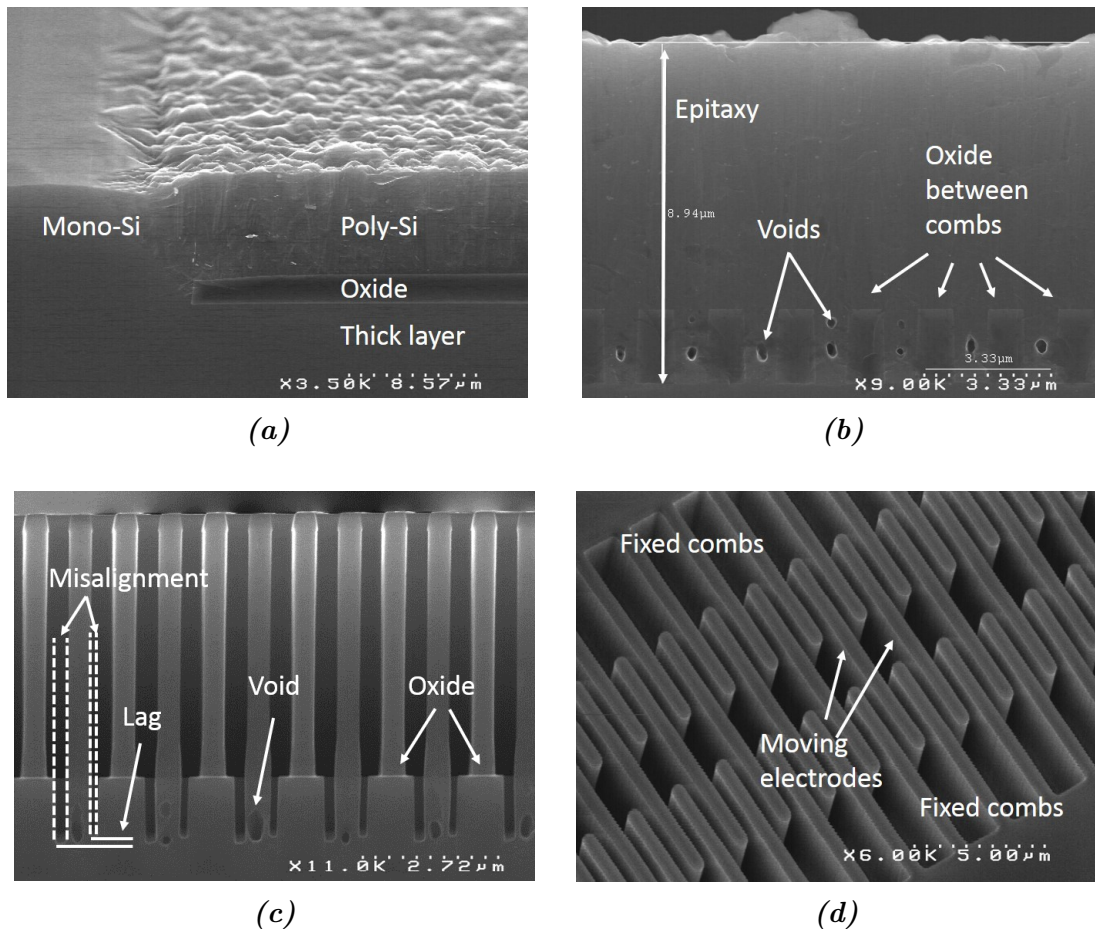 Mono-Si
Poly-Si
Oxide
Thick layer
X3.50K 8.57μm
(a)
Epitaxy
8.94μm
Voids
Oxide
between
combs
3.33μm
X9.00K 3.33μm
(b)
Misalignment
Void
Oxide
Lag
X11.0K 2.72μm
(c)
Fixed combs
Moving
electrodes
Fixed combs
X6.00K 5.00μm
(d)